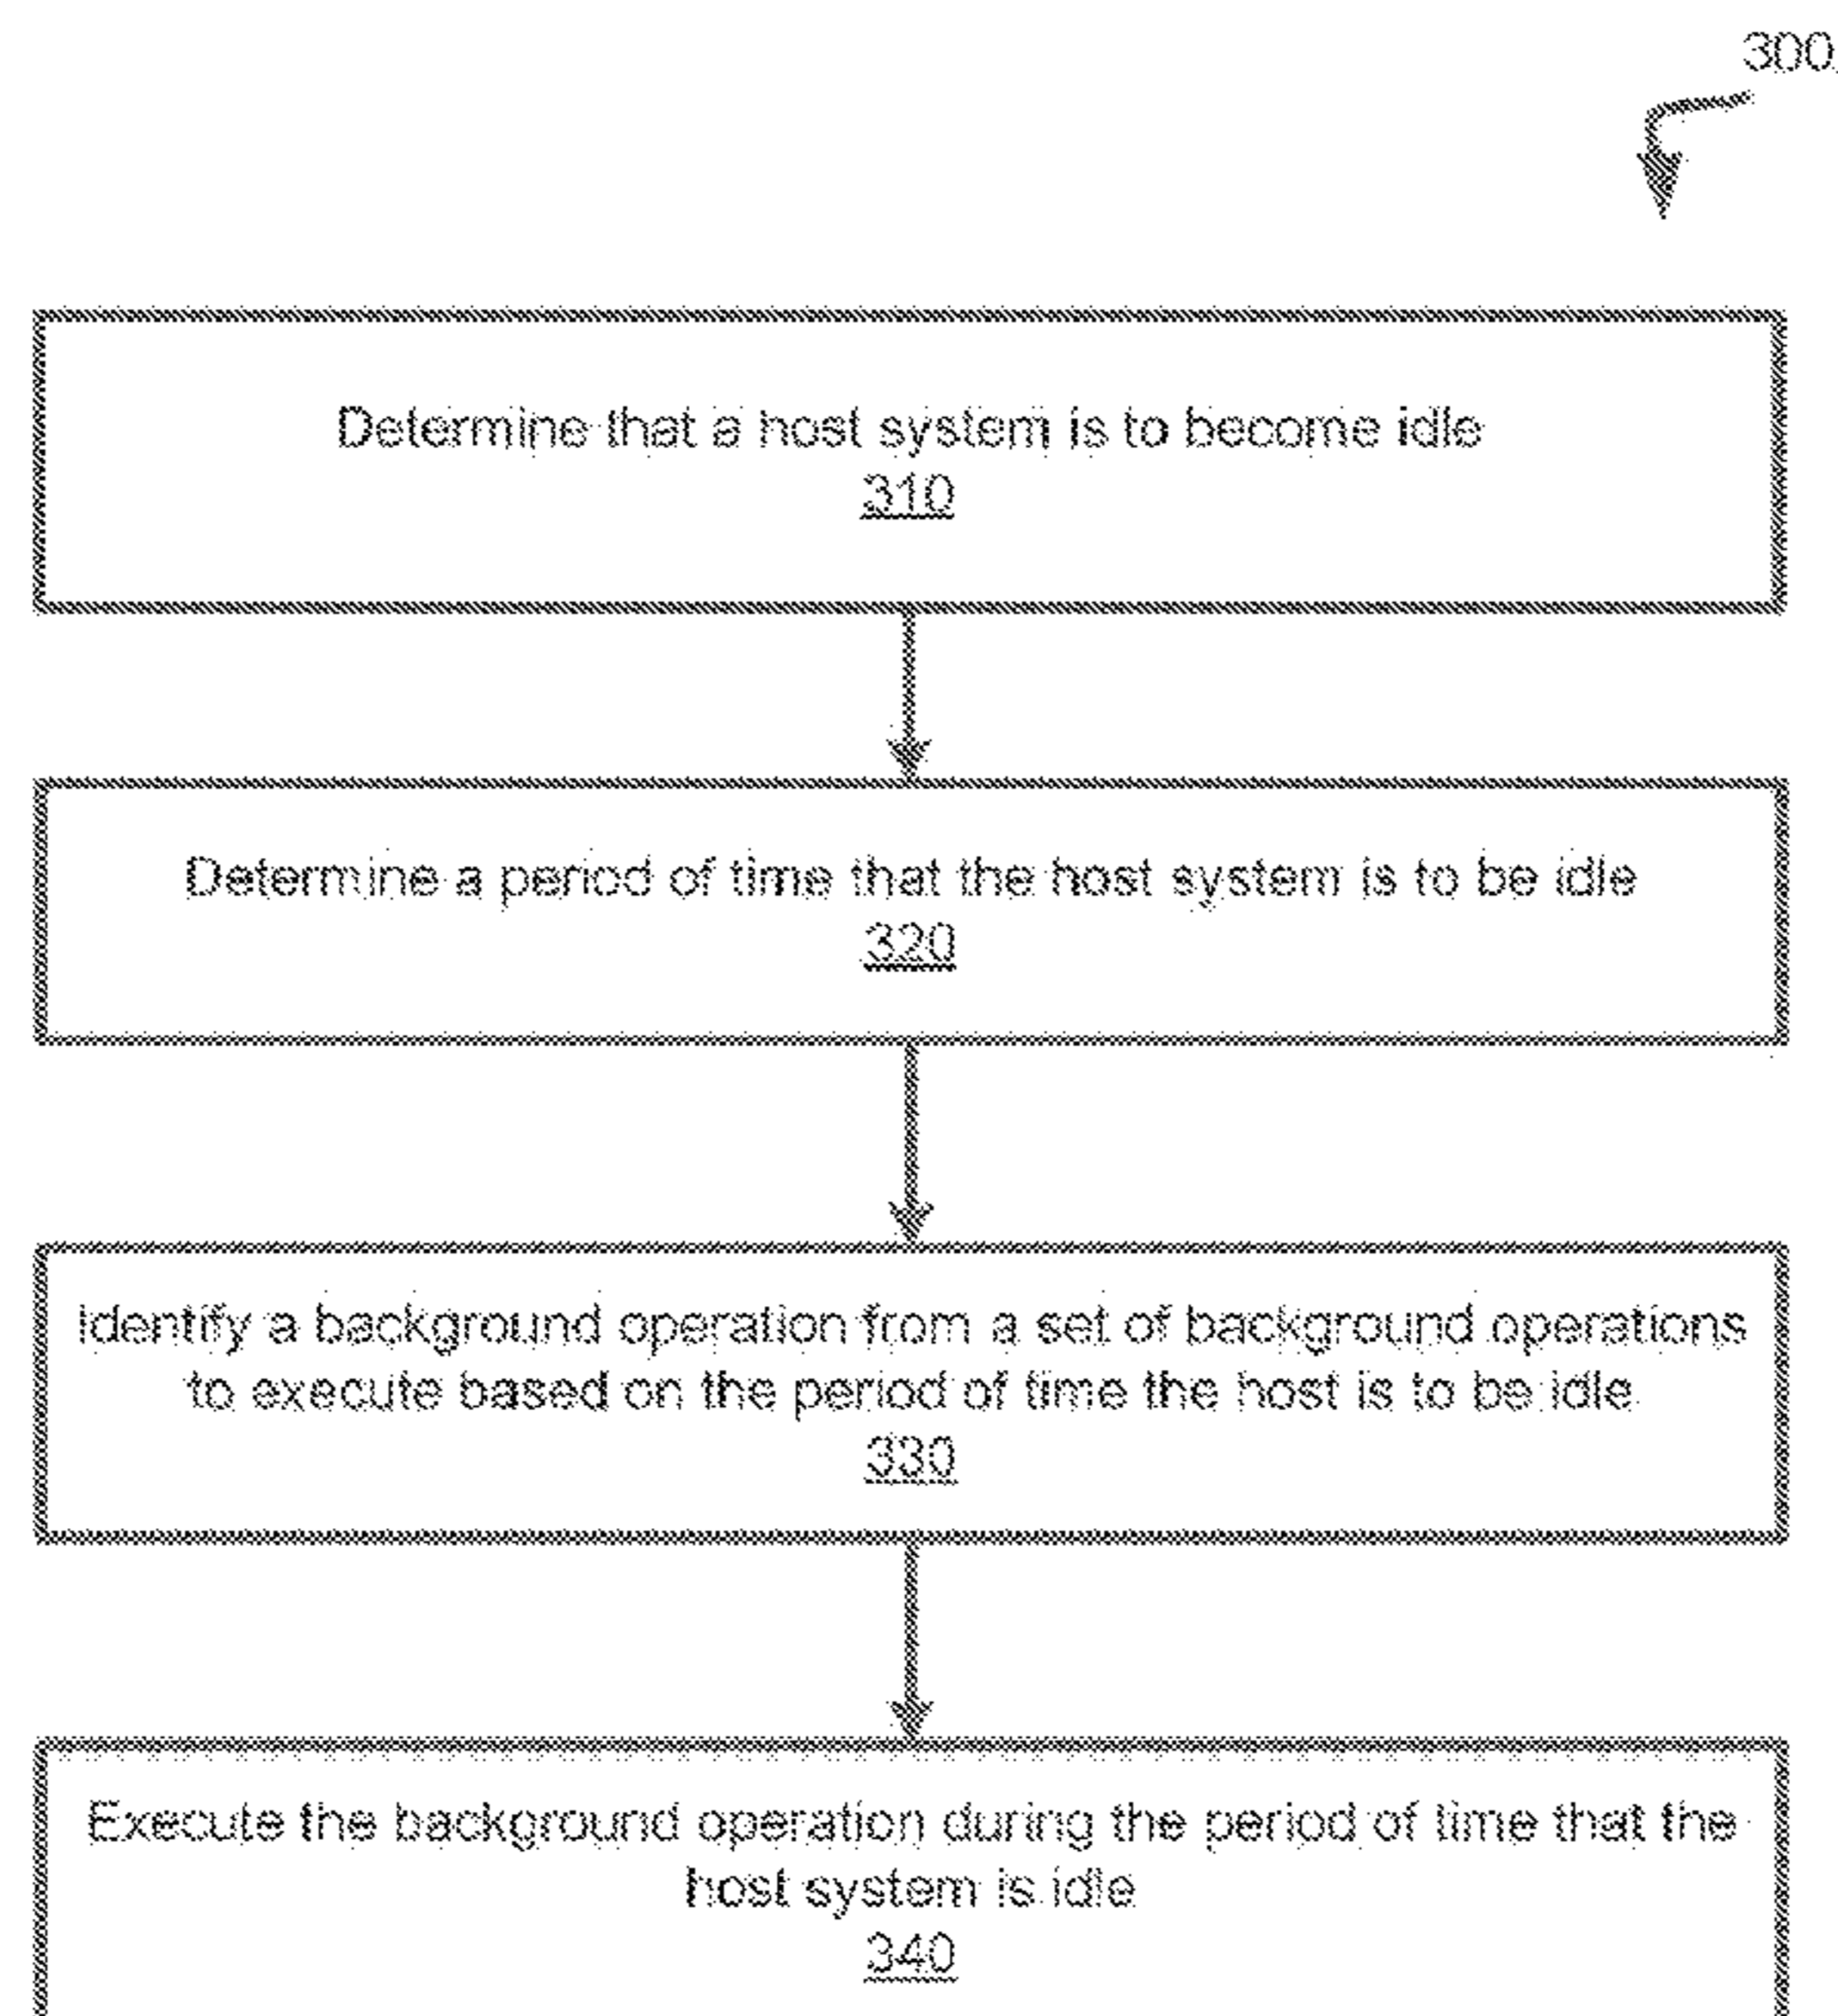 300
Determine that a host system is to become idle
310
Determine a period of time that the host system is to be idle
320
Identify a background operation from a set of background operations
to execute based on the period of time the host is to be idle
330
Execute the background operation during the period of time that the
host system is idle
340